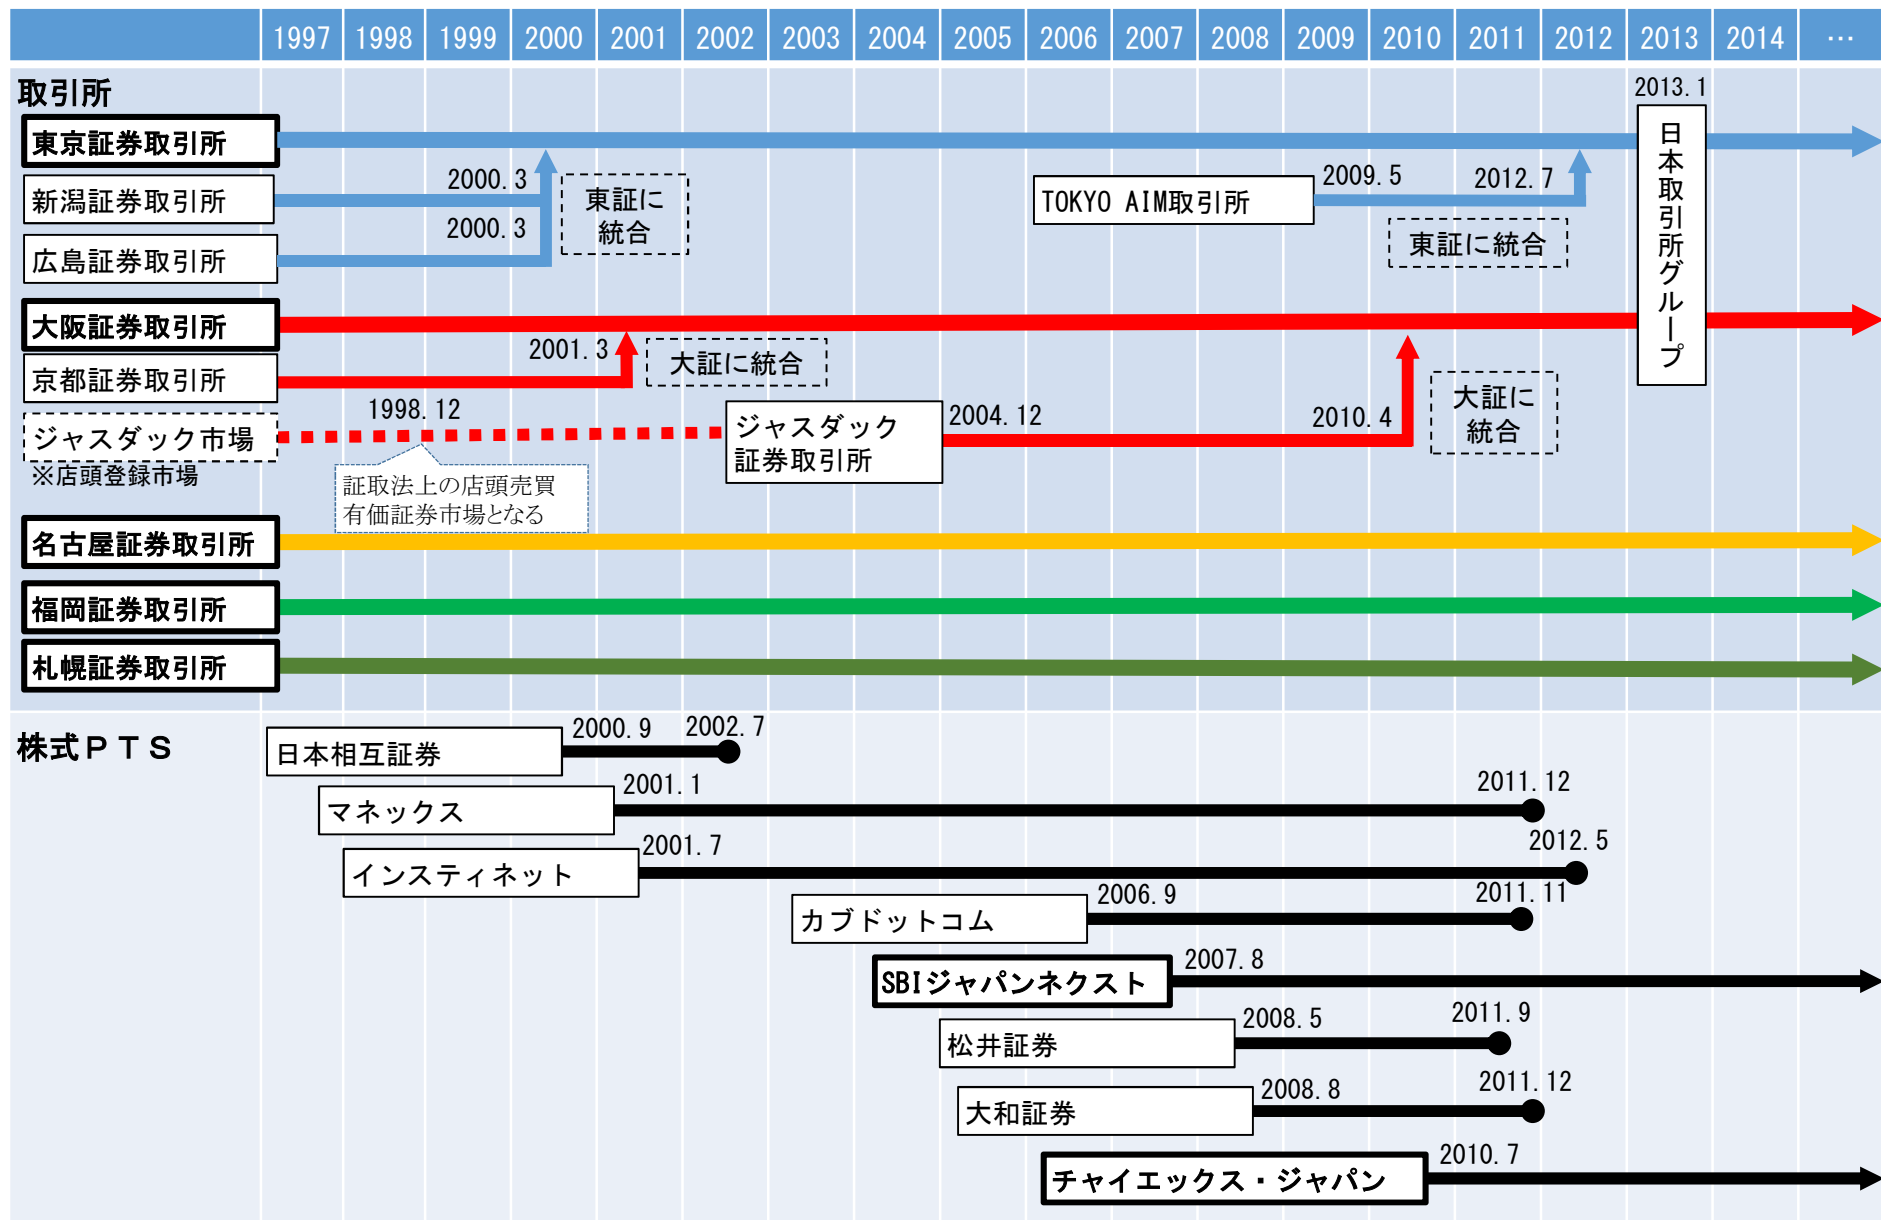 1997 1998 1999 2000 2001 2002 2003 2004 2005 2006 2007 2008 2009 2010 2011 2012 2013 2014 …
取引所
2013.1
東京証券取引所
日本取引所グループ
新潟証券取引所
2000.3
東証に
統合
TOKYO AIM取引所
2009.5
2012.7
2000.3
東証に統合
広島証券取引所
大阪証券取引所
2001.3
大証に統合
京都証券取引所
1998.12
ジャスダック市場
※店頭登録市場
証取法上の店頭売買
有価証券市場となる
ジャスダック
証券取引所
2004.12
2010.4
大証に
統合
名古屋証券取引所
福岡証券取引所
札幌証券取引所
株式PTS
日本相互証券
2000.9
2002.7
マネックス
2001.1
2011.12
インスティネット
2001.7
2012.5
カブドットコム
2006.9
2011.11
SBIジャパンネクスト
2007.8
松井証券
2008.5
2011.9
大和証券
2008.8
2011.12
チャイエックス・ジャパン
2010.7